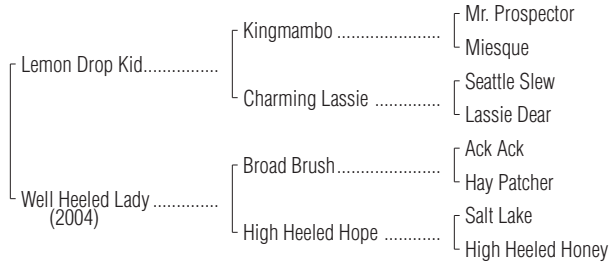 Mr. Prospector
Kingmambo ..................
Miesque
Lemon Drop Kid...............
Seattle Slew
Charming Lassie ...............
Lassie Dear
Ack Ack
Broad Brush.....................
Hay Patcher
Well Heeled Lady .............
(2004)
Salt Lake
High Heeled Hope ............
High Heeled Honey